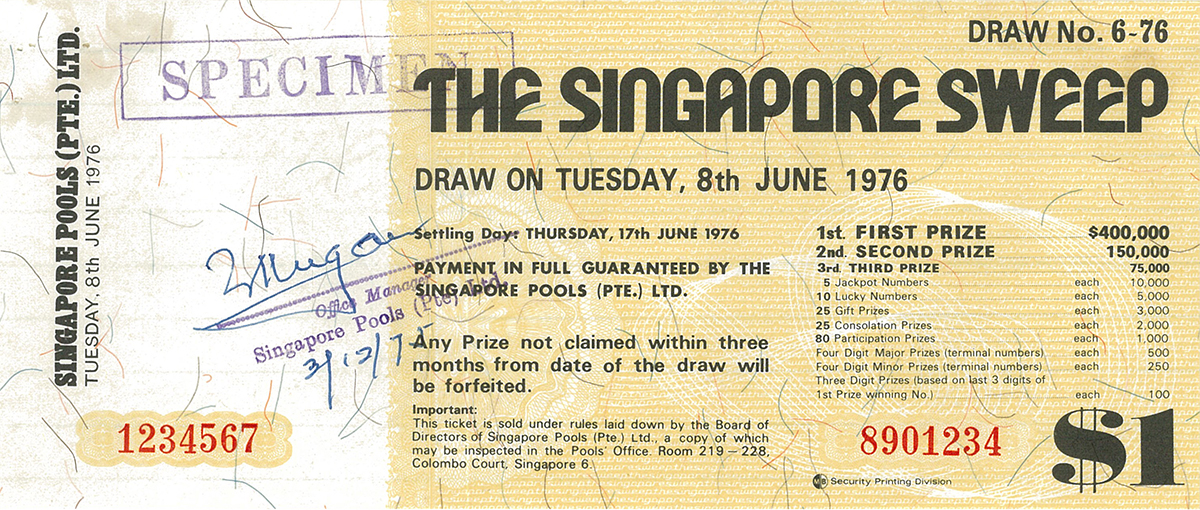 SINGAPORE POOLS (PTE.) LTD.
TUESDAY, 8th JUNE 1976
SPECIMEN
DRAW No. 6-76
THE SINGAPORE SWEEP
DRAW ON TUESDAY, 8th JUNE 1976
Settling Day: THURSDAY, 17th JUNE 1976
PAYMENT IN FULL GUARANTEED BY THE
SINGAPORE POOLS (PTE.) LTD.
Office Manager
Singapore Pools (Pte) Ltd.
3/12/75
Any Prize not claimed within three
months from date of the draw will
be forfeited.
Important:
This ticket is sold under rules laid down by the Board of
Directors of Singapore Pools (Pte.) Ltd., a copy of which
may be inspected in the Pools' Office. Room 219 – 228,
Colombo Court, Singapore 6.
1st. FIRST PRIZE $400,000
2nd. SECOND PRIZE 150,000
3rd. THIRD PRIZE 75,000
5 Jackpot Numbers each 10,000
10 Lucky Numbers each 5,000
25 Gift Prizes each 3,000
25 Consolation Prizes each 2,000
80 Participation Prizes each 1,000
Four Digit Major Prizes (terminal numbers) each 500
Four Digit Minor Prizes (terminal numbers) each 250
Three Digit Prizes (based on last 3 digits of
1st Prize winning No.) each 100
1234567
8901234
$1
MB Security Printing Division